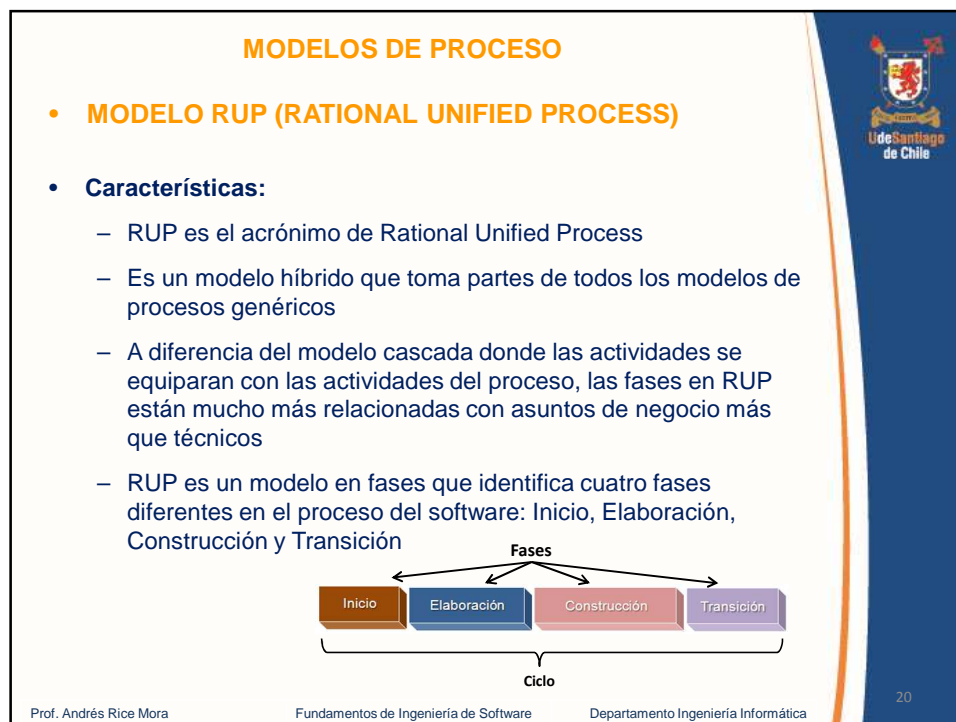 MODELOS DE PROCESO
• MODELO RUP (RATIONAL UNIFIED PROCESS)
UdeSantiago
de Chile
• Características:
– RUP es el acrónimo de Rational Unified Process
– Es un modelo híbrido que toma partes de todos los modelos de
procesos genéricos
– A diferencia del modelo cascada donde las actividades se
equiparan con las actividades del proceso, las fases en RUP
están mucho más relacionadas con asuntos de negocio más
que técnicos
– RUP es un modelo en fases que identifica cuatro fases
diferentes en el proceso del software: Inicio, Elaboración,
Construcción y Transición
Fases
Inicio Elaboración Construcción Transición
Ciclo
20
Prof. Andrés Rice Mora Fundamentos de Ingeniería de Software Departamento Ingeniería Informática